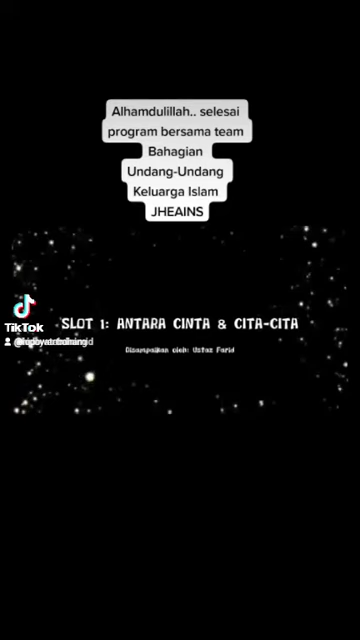 Alhamdulillah.. selesai
program bersama team
Bahagian
Undang-Undang
Keluarga Islam
JHEAINS
SLOT 1: ANTARA CINTA & CITA-CITA
Disampaikan oleh: Ustaz Farid
TikTok